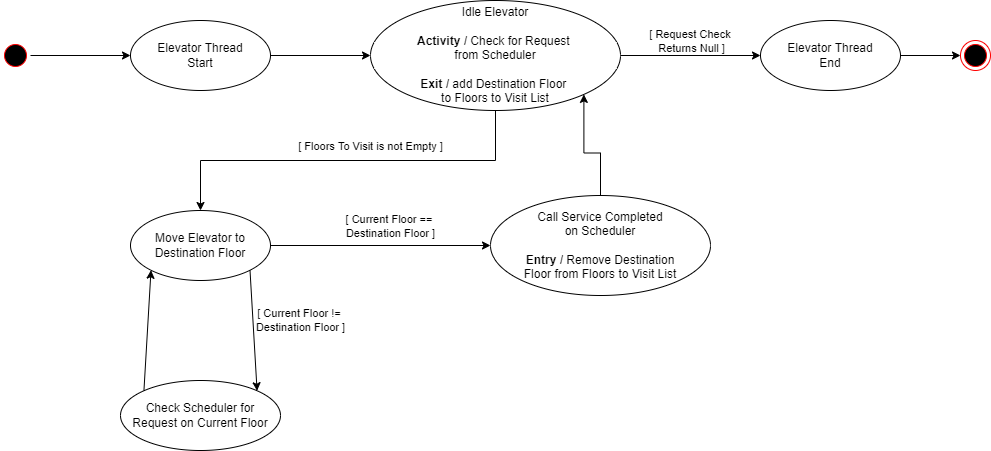 Idle Elevator
Activity / Check for Request
from Scheduler
Exit / add Destination Floor
to Floors to Visit List
Elevator Thread
Start
[ Request Check
Returns Null ]
Elevator Thread
End
[ Floors To Visit is not Empty ]
Move Elevator to
Destination Floor
[ Current Floor ==
Destination Floor ]
Call Service Completed
on Scheduler
Entry / Remove Destination
Floor from Floors to Visit List
[ Current Floor !=
Destination Floor ]
Check Scheduler for
Request on Current Floor